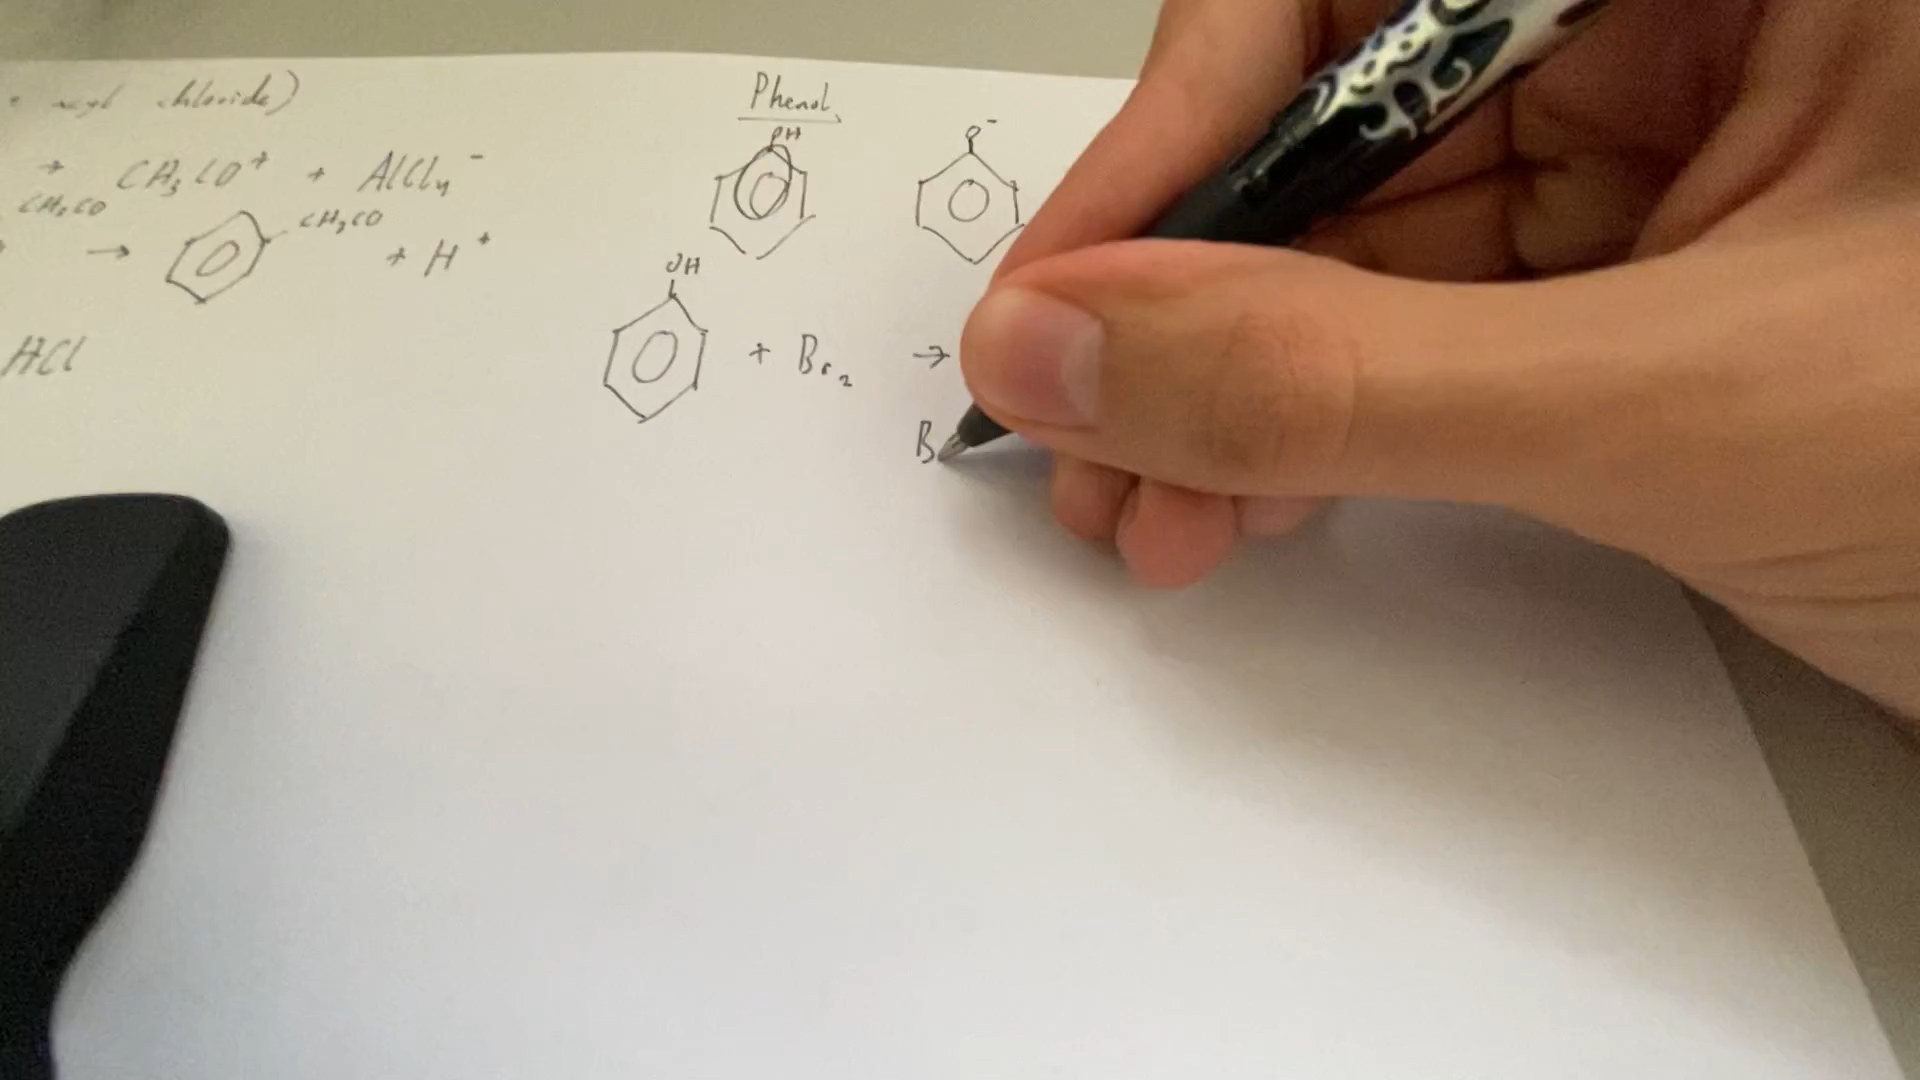 chloride)
Phenol
OH
O-
+ CH3CO+ + AlCl4-
CH3CO
→ CH3CO + H+
OH
HCl
+ Br2 →
B